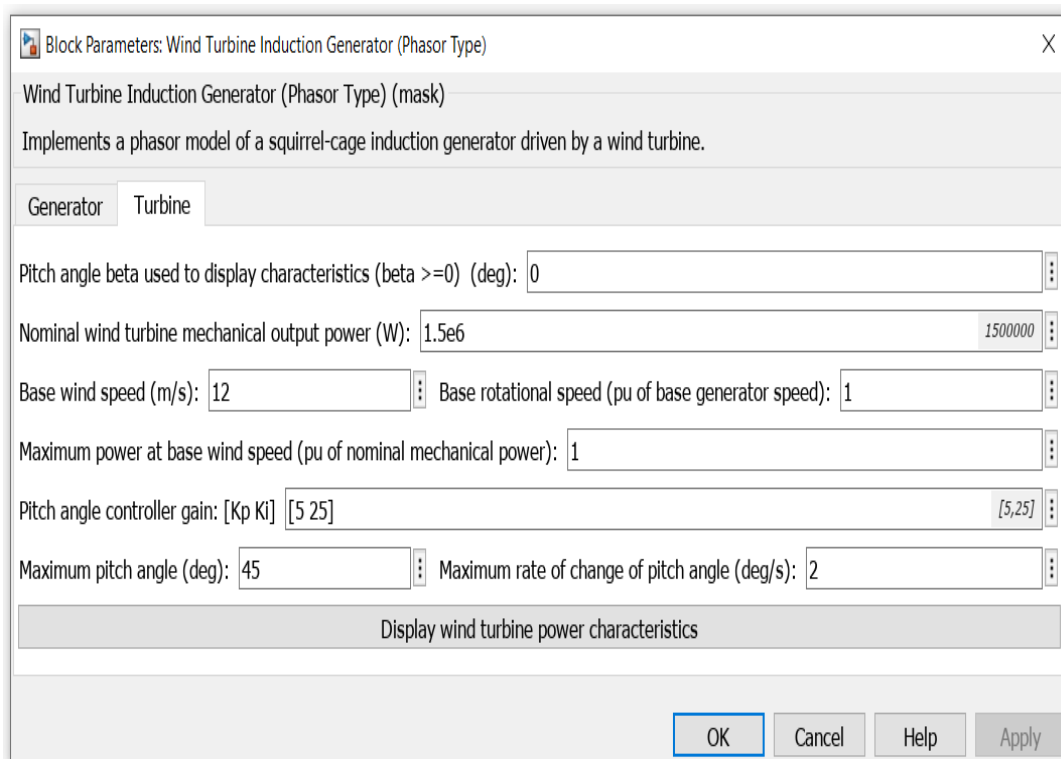 Block Parameters: Wind Turbine Induction Generator (Phasor Type) X
Wind Turbine Induction Generator (Phasor Type) (mask)
Implements a phasor model of a squirrel-cage induction generator driven by a wind turbine.
Generator Turbine
Pitch angle beta used to display characteristics (beta >=0) (deg): 0
Nominal wind turbine mechanical output power (W): 1.5e6 1500000
Base wind speed (m/s): 12 Base rotational speed (pu of base generator speed): 1
Maximum power at base wind speed (pu of nominal mechanical power): 1
Pitch angle controller gain: [Kp Ki] [5 25] [5,25]
Maximum pitch angle (deg): 45 Maximum rate of change of pitch angle (deg/s): 2
Display wind turbine power characteristics
OK Cancel Help Apply